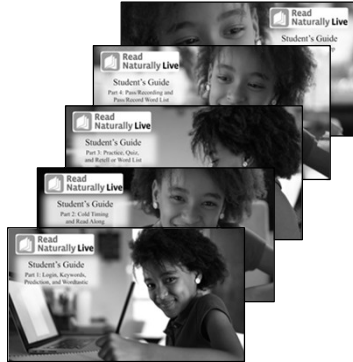 Read
Naturally Live
Student's Guide
Read
Naturally Live
Student's Guide
Part 4: Pass/Recording and
Pass/Record Word List
Read
Naturally Live
Student's Guide
Part 3: Practice, Quiz,
and Retell or Word List
Read
Naturally Live
Student's Guide
Part 2: Cold Timing
and Read Along
Read
Naturally Live
Student's Guide
Part 1: Login, Keywords,
Prediction, and Wordtastic